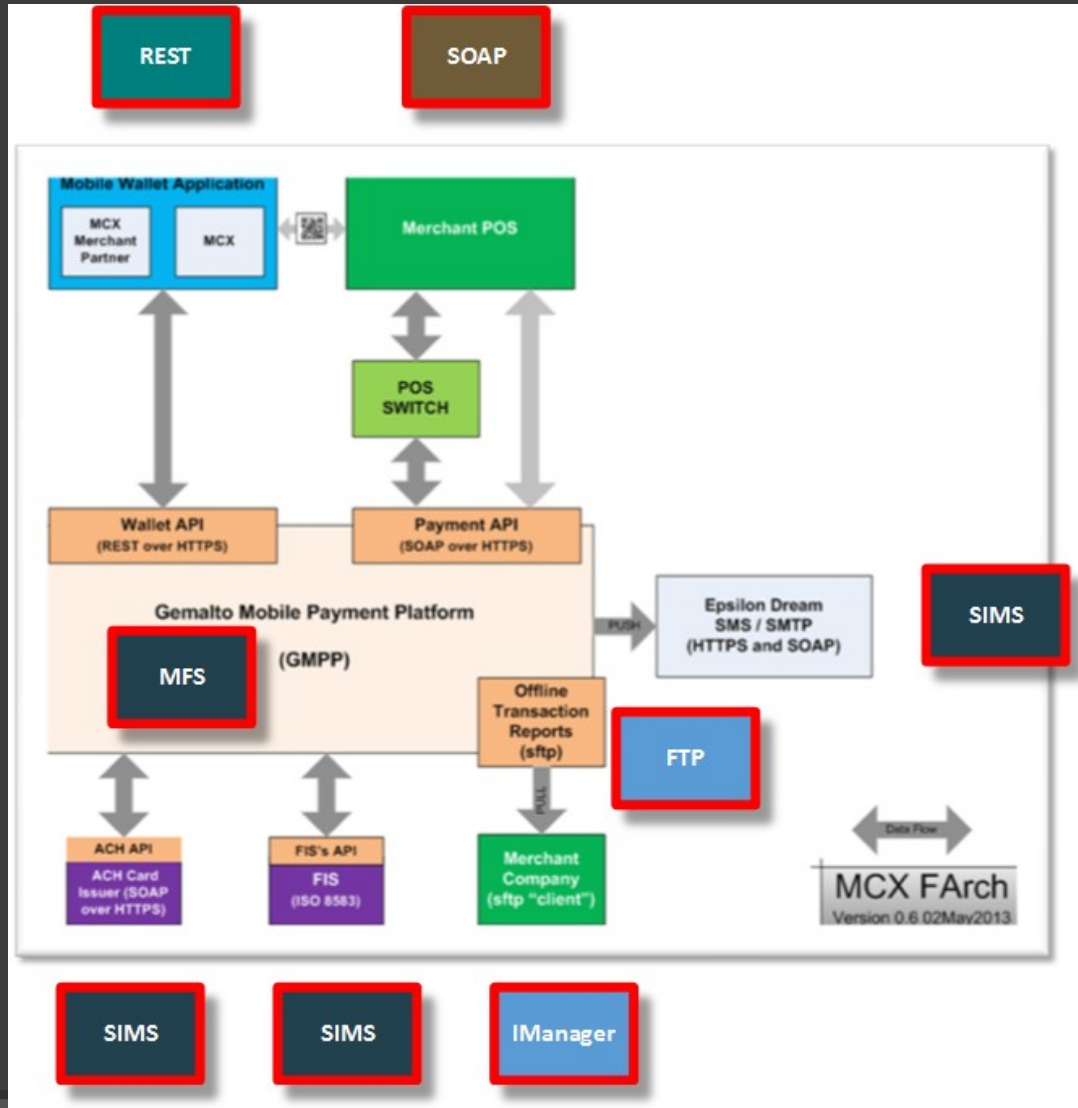 REST
SOAP
Mobile Wallet Application
MCX
Merchant
Partner
MCX
Merchant POS
POS
SWITCH
Wallet API
(REST over HTTPS)
Payment API
(SOAP over HTTPS)
Gemalto Mobile Payment Platform
(GMPP)
MFS
PUSH
Epsilon Dream
SMS / SMTP
(HTTPS and SOAP)
SIMS
Offline
Transaction
Reports
(sftp)
FTP
PULL
ACH API
ACH Card
Issuer (SOAP
over HTTPS)
FIS's API
FIS
(ISO 8583)
Merchant
Company
(sftp "client")
Data Flow
MCX FArch
Version 0.6 02May2013
SIMS
SIMS
IManager